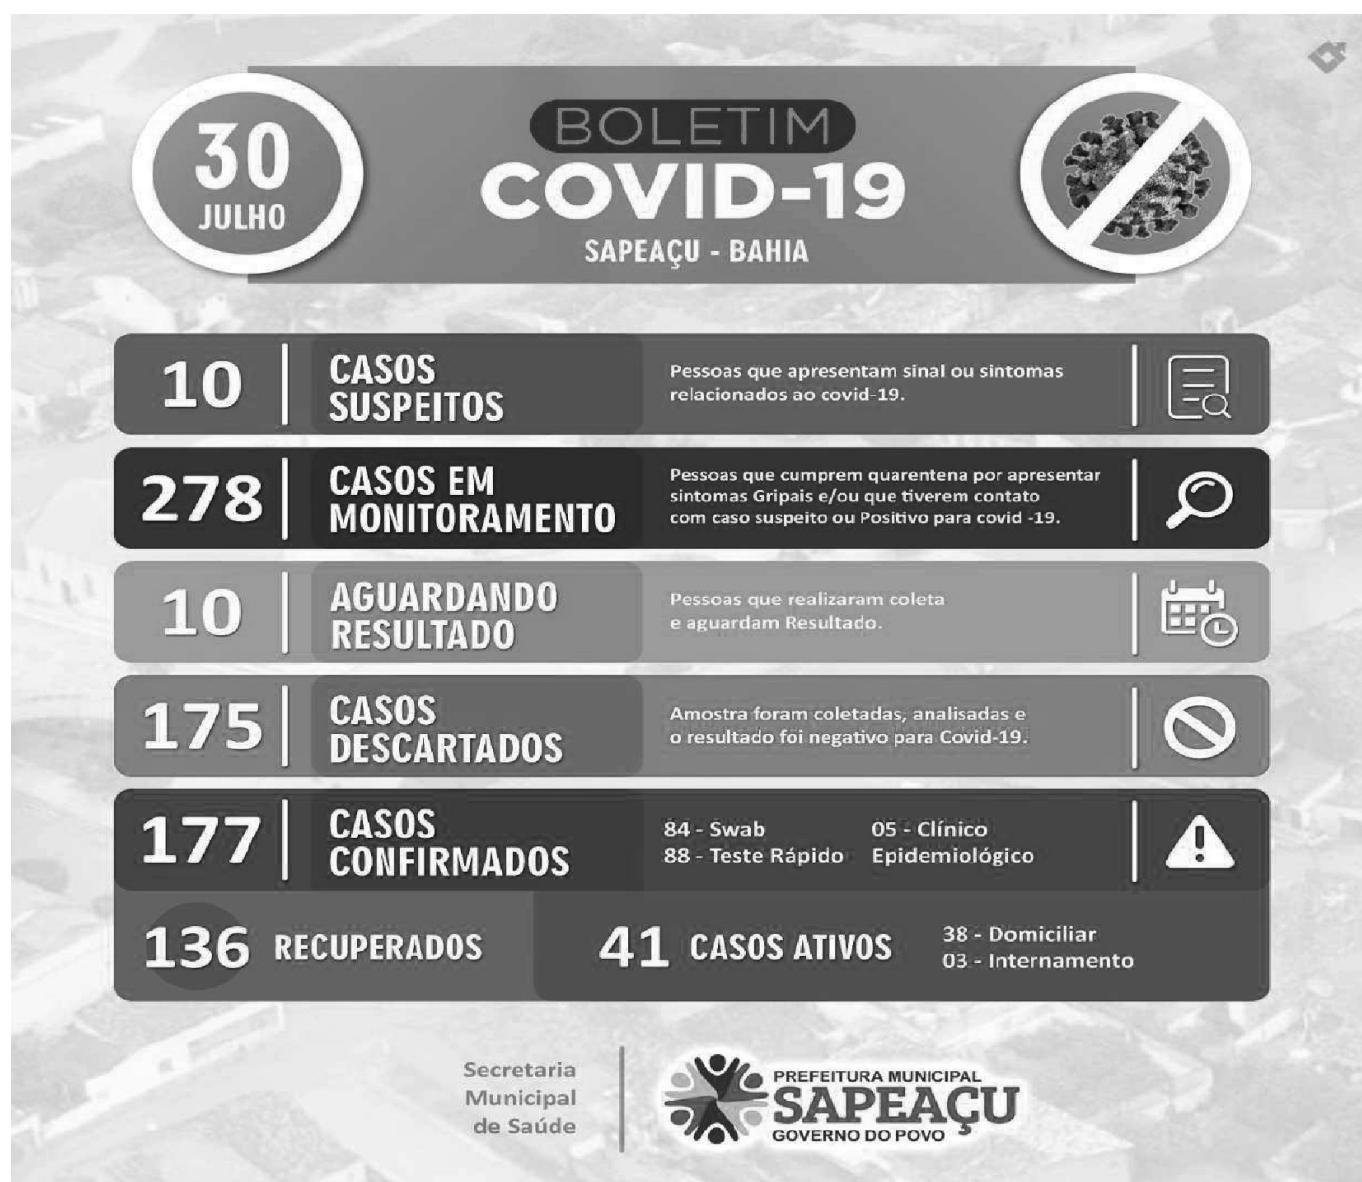 30
JULHO
BOLETIM
COVID-19
SAPEAÇU - BAHIA
10
CASOS
SUSPEITOS
Pessoas que apresentam sinal ou sintomas
relacionados ao covid-19.
278
CASOS EM
MONITORAMENTO
Pessoas que cumprem quarentena por apresentar
sintomas Gripais e/ou que tiverem contato
com caso suspeito ou Positivo para covid -19.
10
AGUARDANDO
RESULTADO
Pessoas que realizaram coleta
e aguardam Resultado.
175
CASOS
DESCARTADOS
Amostra foram coletadas, analisadas e
o resultado foi negativo para Covid-19.
177
CASOS
CONFIRMADOS
84 - Swab
88 - Teste Rápido
05 - Clínico
Epidemiológico
136 RECUPERADOS
41 CASOS ATIVOS
38 - Domiciliar
03 - Internamento
Secretaria
Municipal
de Saúde
PREFEITURA MUNICIPAL
SAPEAÇU
GOVERNO DO POVO